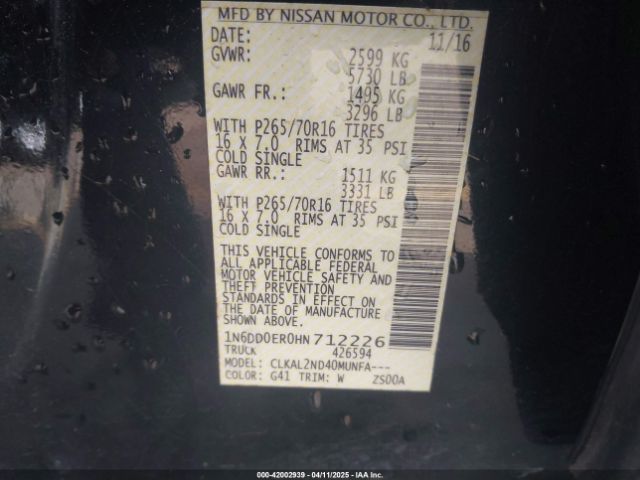 MFD BY NISSAN MOTOR CO., LTD.
DATE: 11/16
GVWR: 2599 KG
5730 LB
GAWR FR.: 1495 KG
3296 LB
WITH P265/70R16 TIRES
16 X 7.0 RIMS AT 35 PSI
COLD SINGLE
GAWR RR.: 1511 KG
3331 LB
WITH P265/70R16 TIRES
16 X 7.0 RIMS AT 35 PSI
COLD SINGLE
THIS VEHICLE CONFORMS TO
ALL APPLICABLE FEDERAL
MOTOR VEHICLE SAFETY AND
THEFT PREVENTION
STANDARDS IN EFFECT ON
THE DATE OF MANUFACTURE
SHOWN ABOVE.
1N6DD0ER0HN712226
TRUCK 426594
MODEL: CLKAL2ND40MUNFA---
COLOR: G41 TRIM: W ZS00A
000-42002939 - 04/11/2025 - IAA Inc.